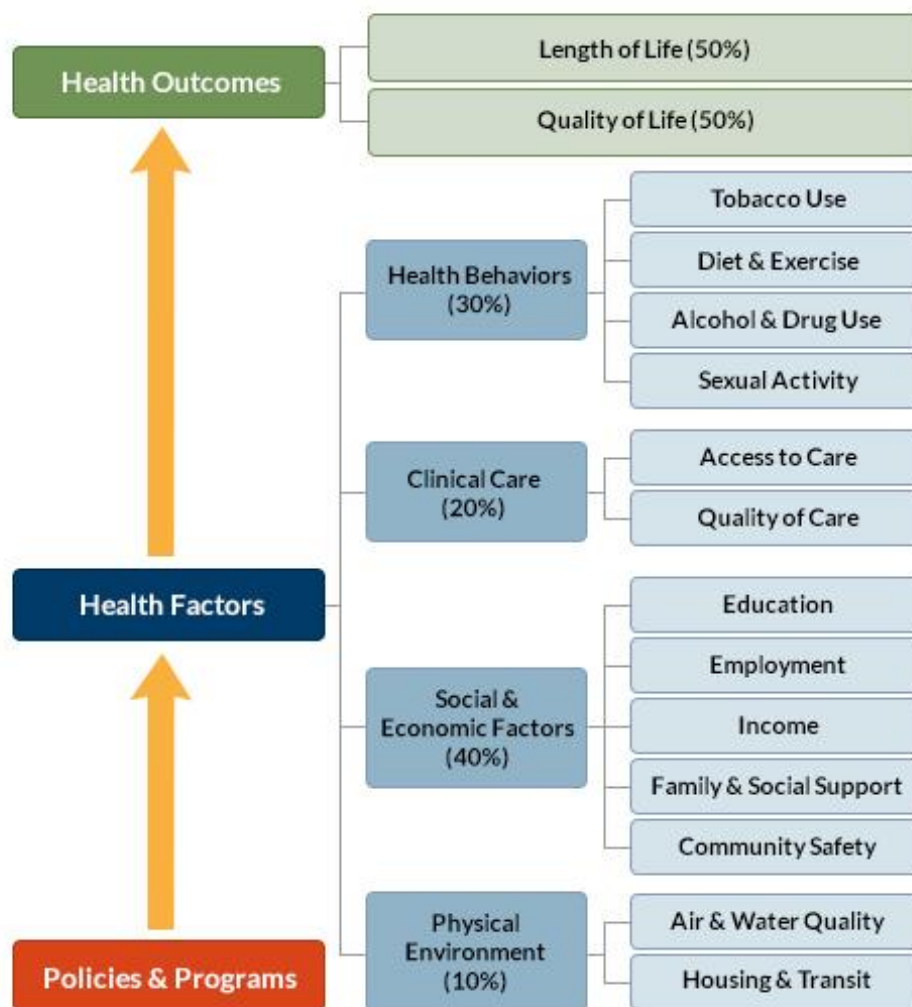 Health Outcomes
Length of Life (50%)
Quality of Life (50%)
Health Factors
Health Behaviors
(30%)
Tobacco Use
Diet & Exercise
Alcohol & Drug Use
Sexual Activity
Clinical Care
(20%)
Access to Care
Quality of Care
Social &
Economic Factors
(40%)
Education
Employment
Income
Family & Social Support
Community Safety
Physical
Environment
(10%)
Air & Water Quality
Housing & Transit
Policies & Programs